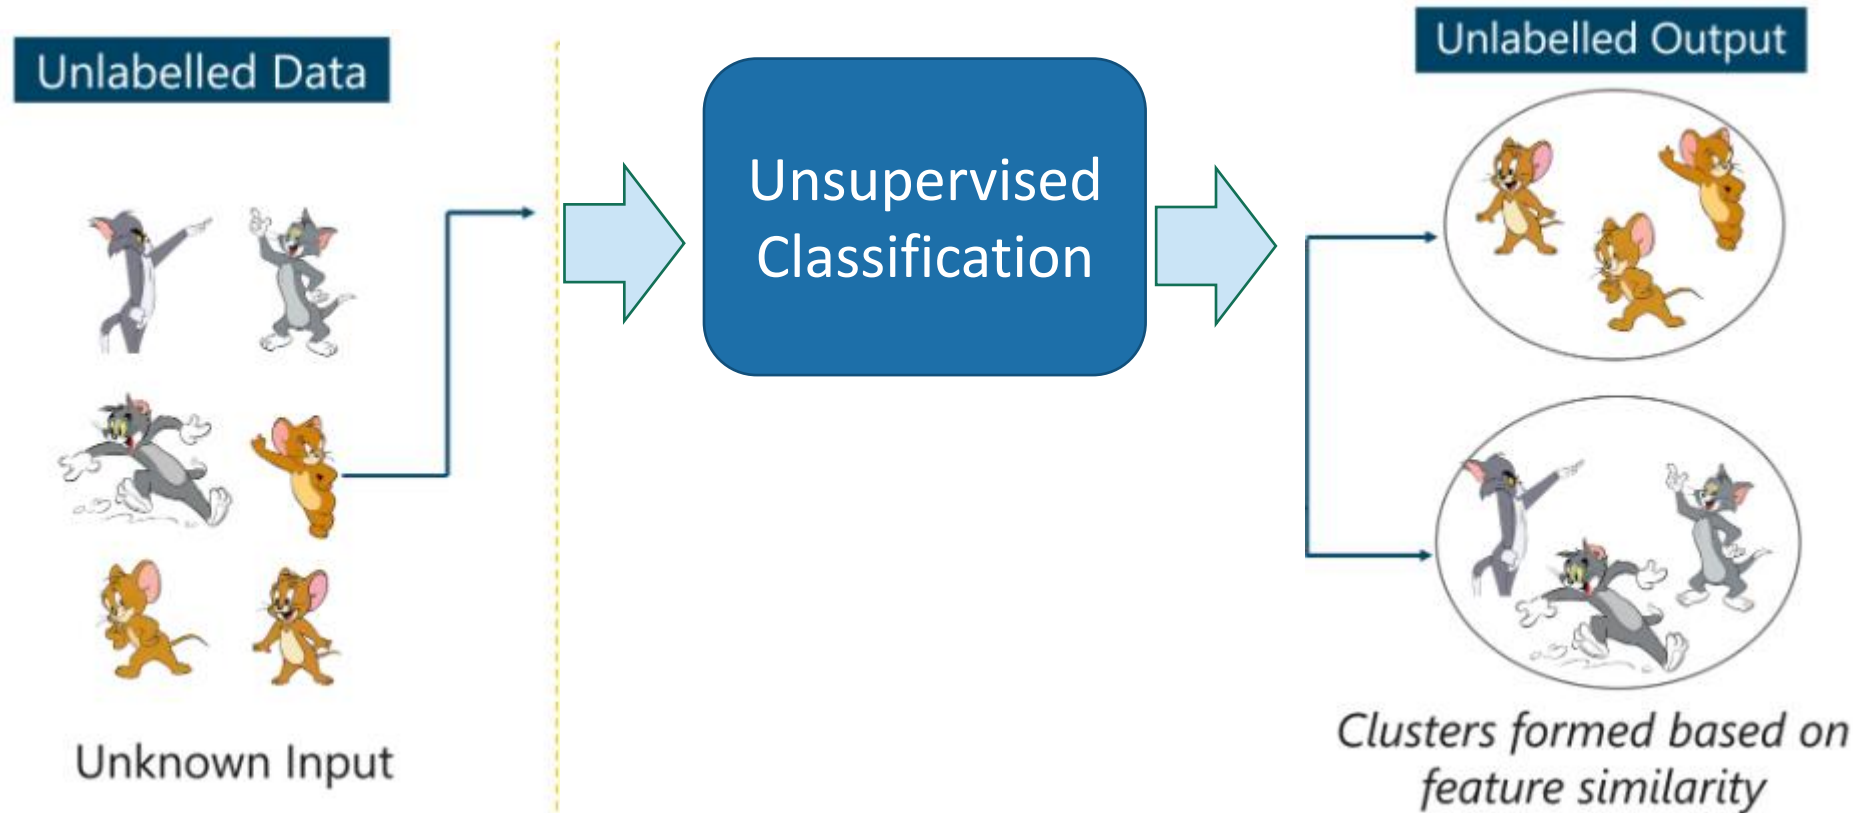 Unlabelled Data
Unknown Input
Unsupervised
Classification
Unlabelled Output
Clusters formed based on
feature similarity